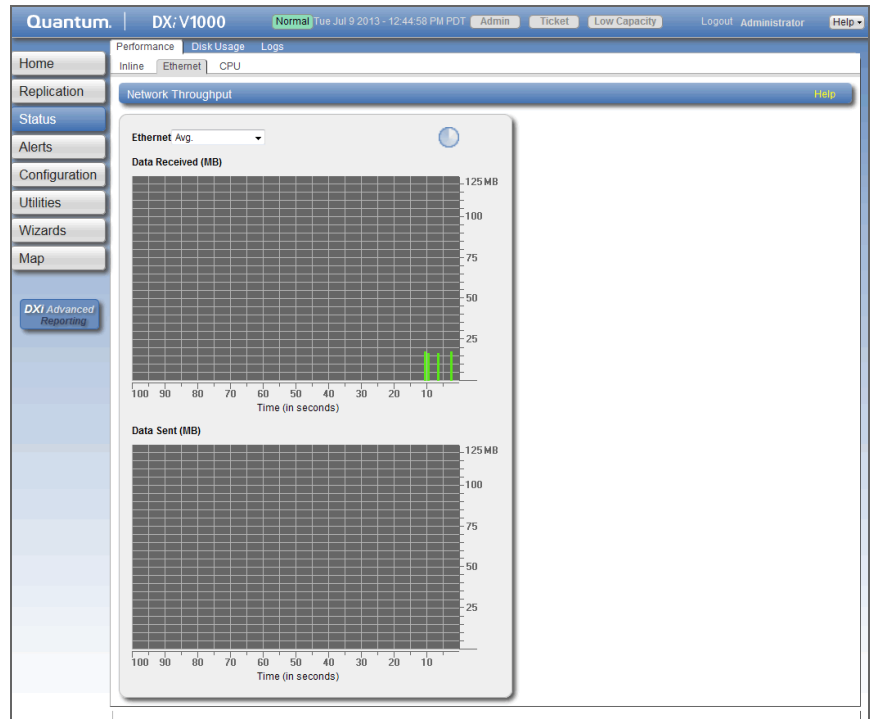 Quantum. DXi V1000 Normal Tue Jul 9 2013 - 12:44:58 PM PDT Admin Ticket Low Capacity Logout Administrator Help
Performance Disk Usage Logs
Home
Inline Ethernet CPU
Replication
Network Throughput Help
Status
Alerts
Configuration
Utilities
Wizards
Map
DXi Advanced
Reporting
Ethernet Avg.
Data Received (MB)
125 MB
100
75
50
25
100 90 80 70 60 50 40 30 20 10
Time (in seconds)
Data Sent (MB)
125 MB
100
75
50
25
100 90 80 70 60 50 40 30 20 10
Time (in seconds)